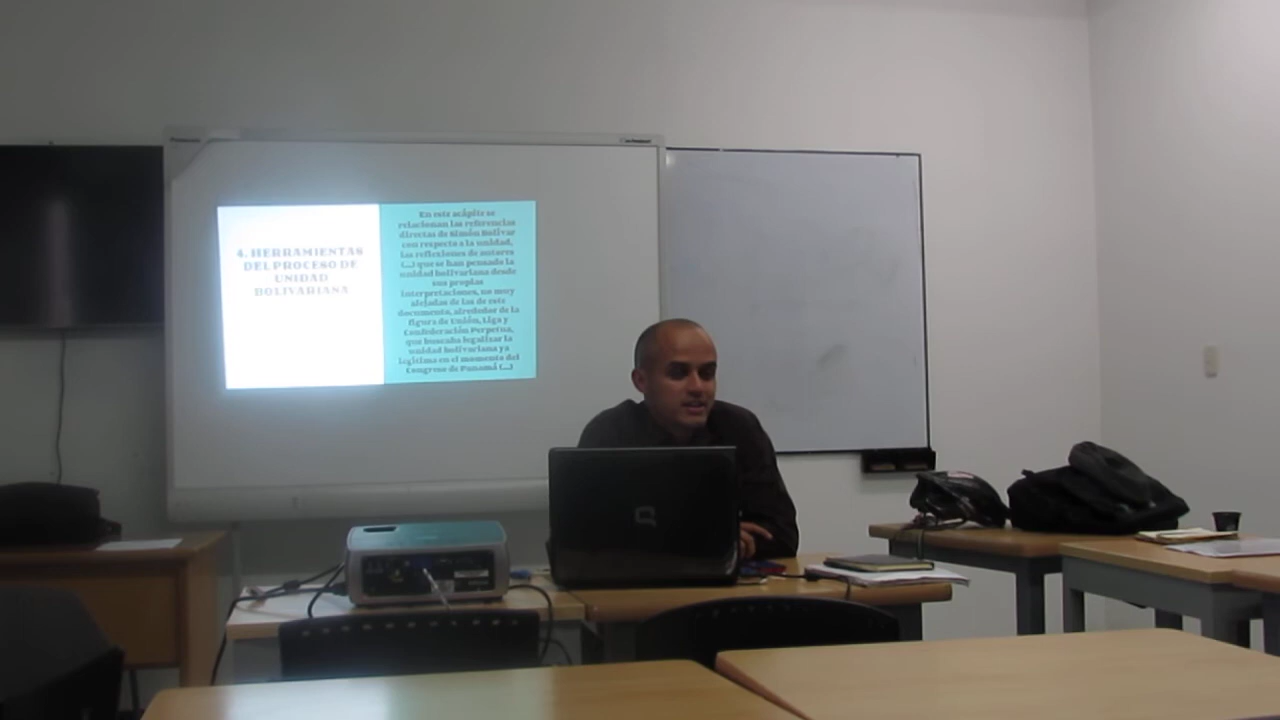 4. HERRAMIENTAS
DEL PROCESO DE
UNIDAD
BOLIVARIANA
En este acápite se
relacionan las referencias
directas de Simón Bolívar
con respecto a la unidad,
las reflexiones de autores
(...) que se han pensado la
unidad bolivariana desde
sus propias
interpretaciones, no muy
alejadas de las de este
documento, alrededor de la
figura de Unión, Liga y
Confederación Perpetua,
que buscaba legalizar la
unidad bolivariana ya
legítima en el momento del
Congreso de Panamá (...)